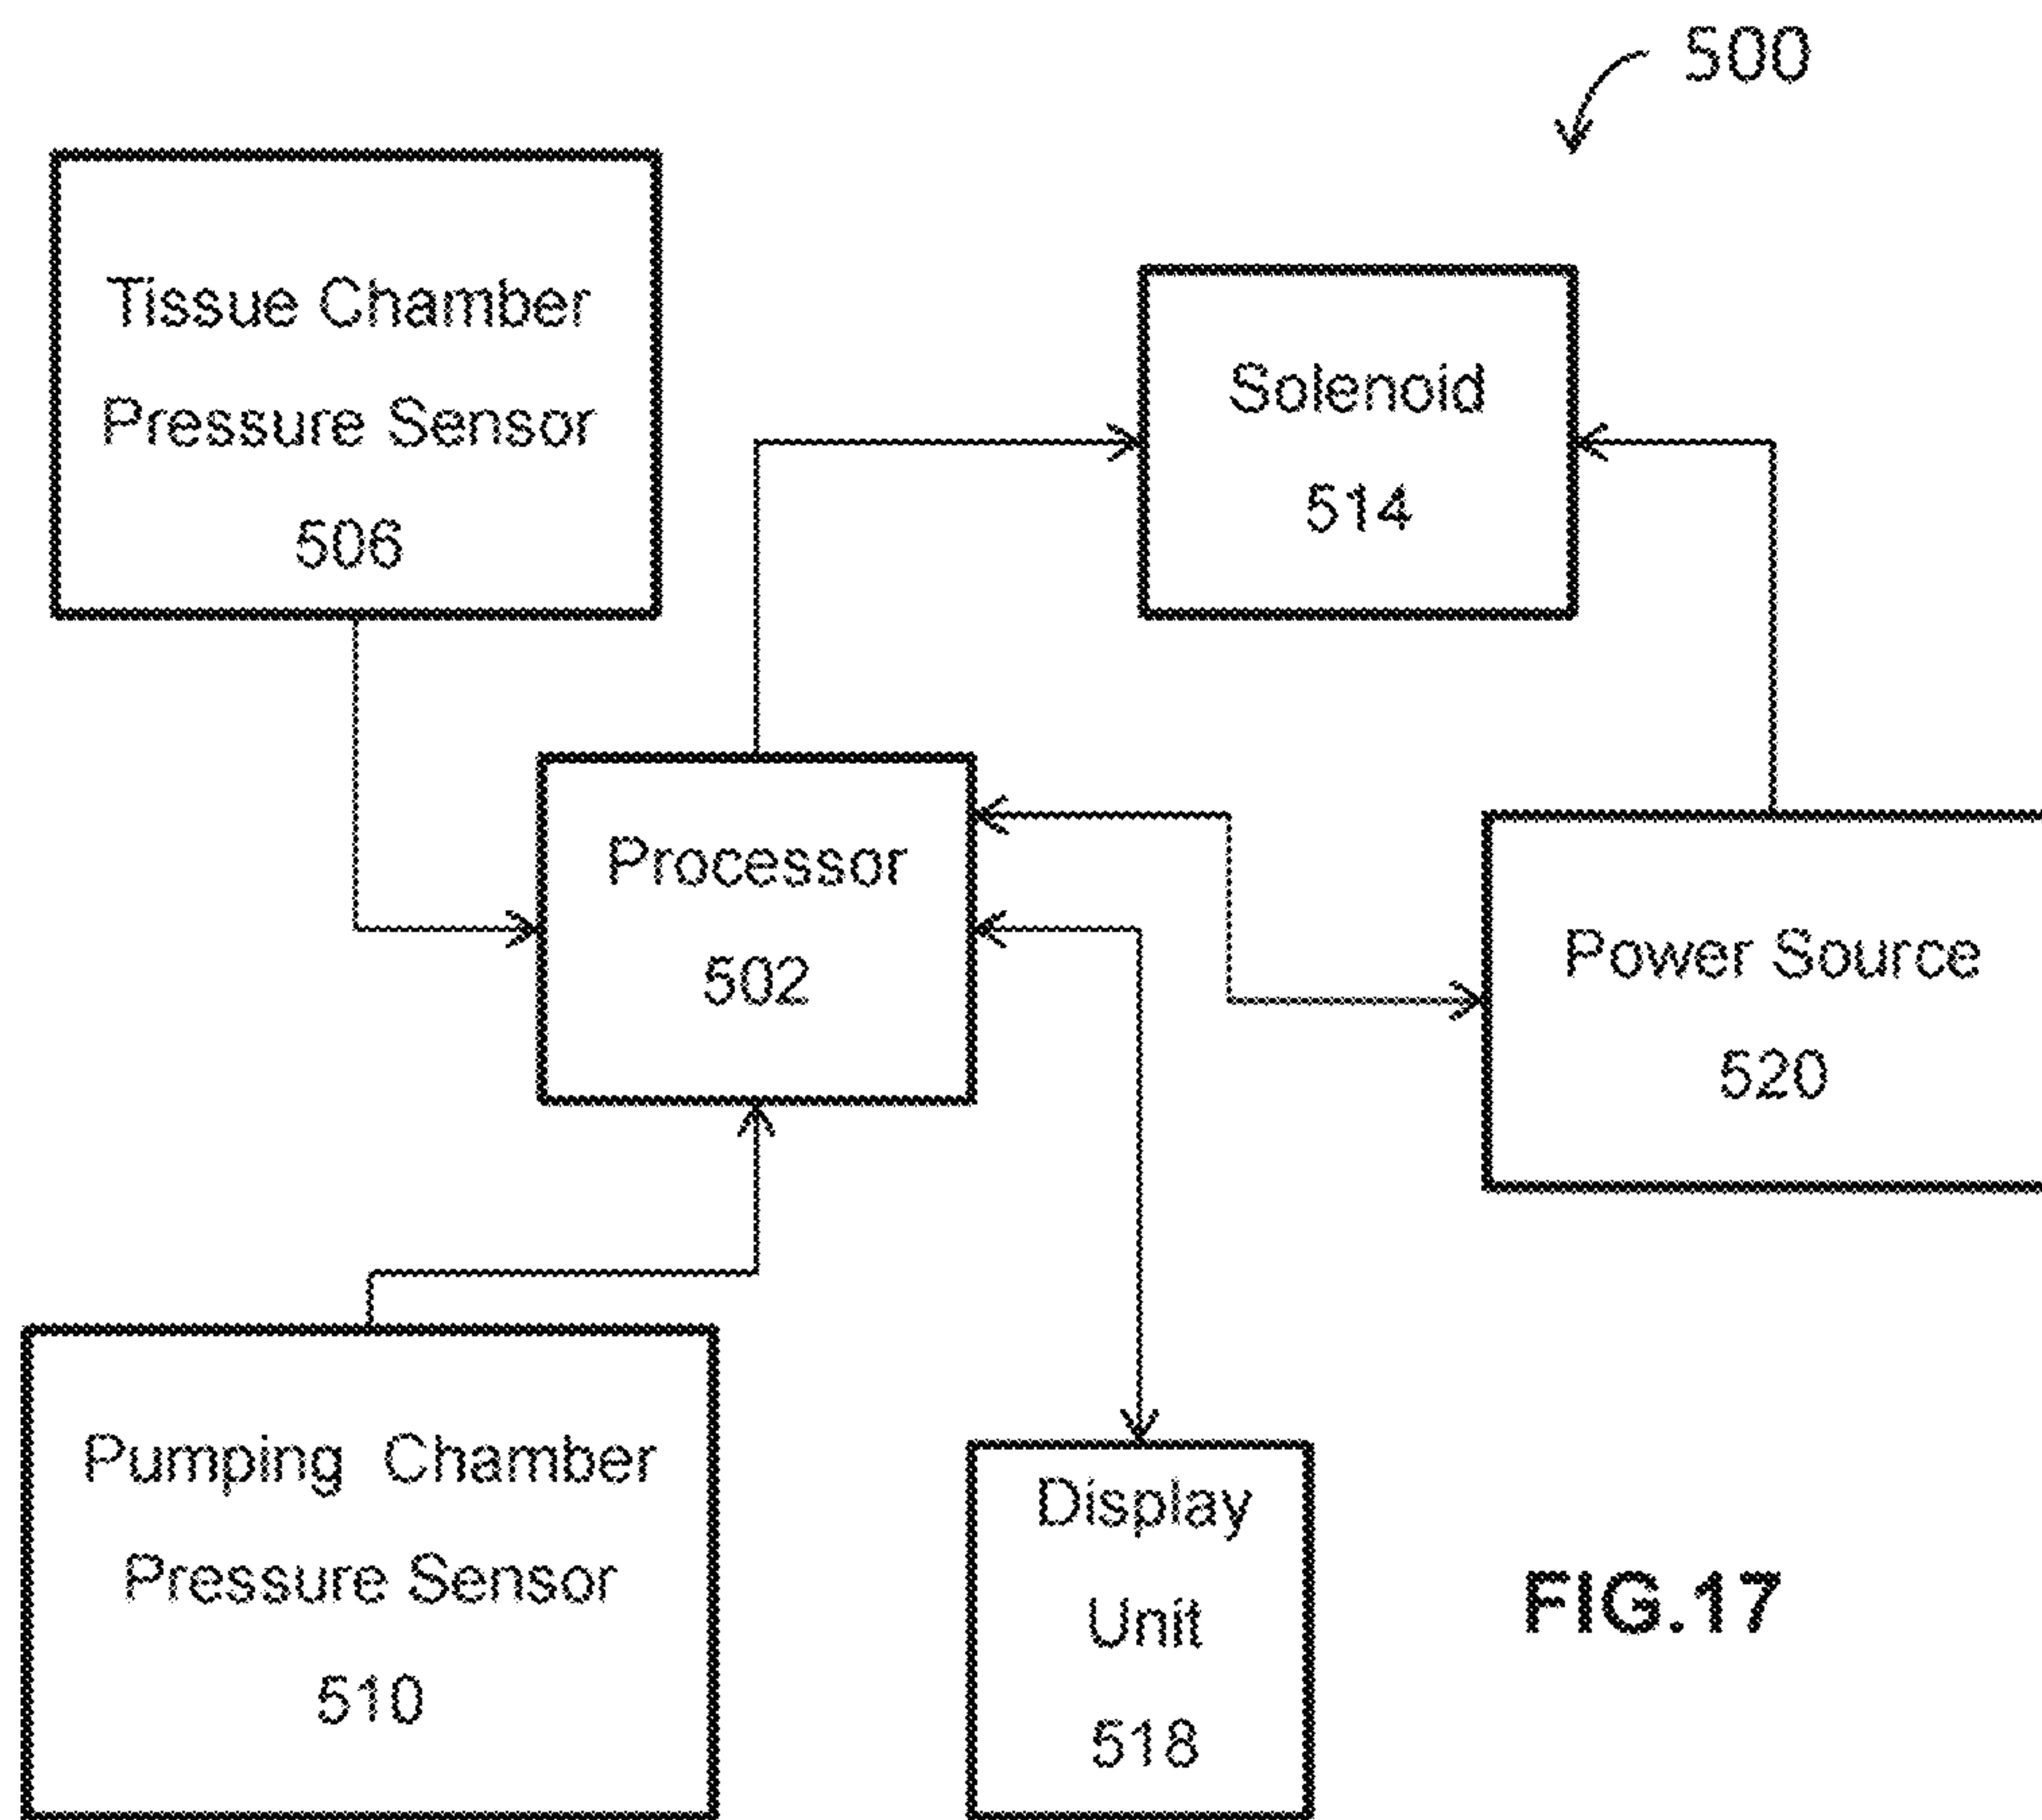 500
Tissue Chamber
Pressure Sensor
506
Solenoid
514
Processor
502
Power Source
520
Pumping Chamber
Pressure Sensor
510
Display
Unit
518
FIG.17